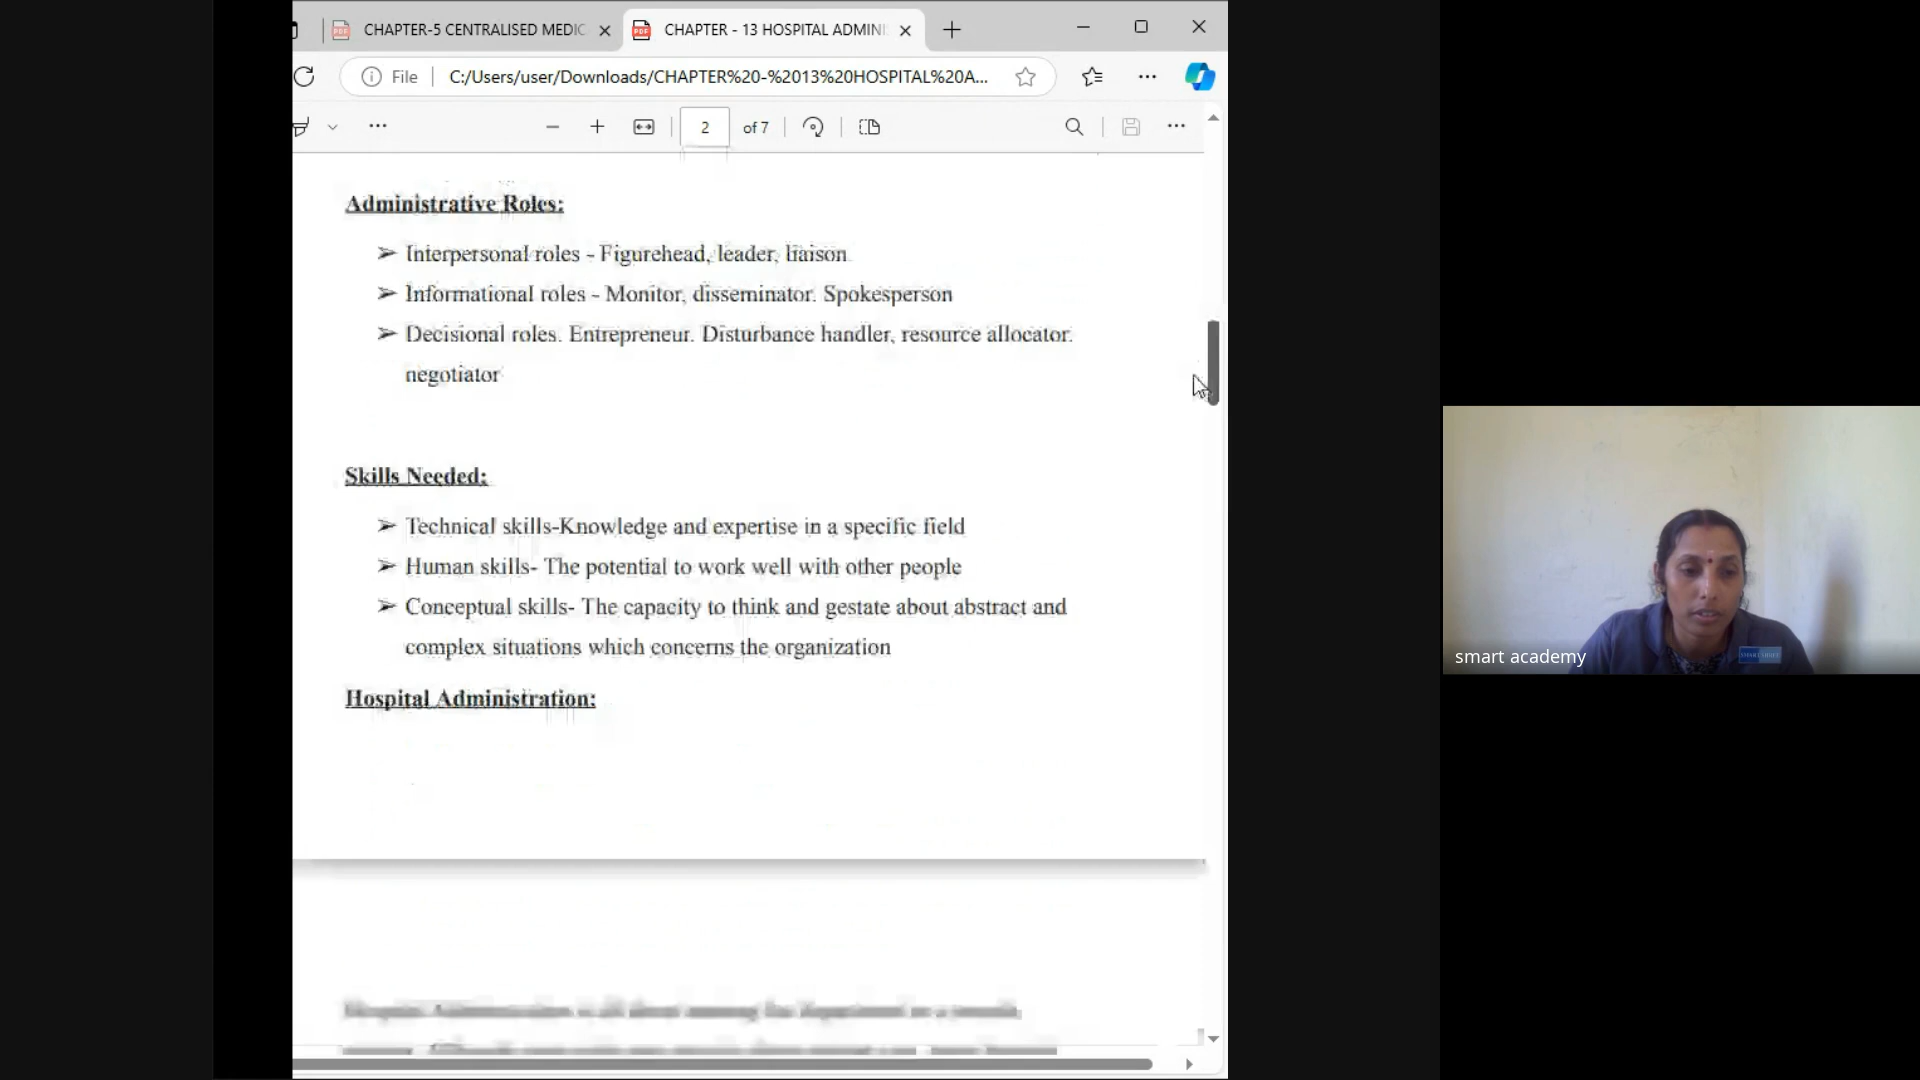 CHAPTER-5 CENTRALISED MEDIC
CHAPTER - 13 HOSPITAL ADMINI
File
C:/Users/user/Downloads/CHAPTER%20-%2013%20HOSPITAL%20A...
2 of 7
Administrative Roles:
➢ Interpersonal roles - Figurehead, leader, liaison
➢ Informational roles - Monitor, disseminator. Spokesperson
➢ Decisional roles. Entrepreneur. Disturbance handler, resource allocator.
negotiator
Skills Needed:
➢ Technical skills-Knowledge and expertise in a specific field
➢ Human skills- The potential to work well with other people
➢ Conceptual skills- The capacity to think and gestate about abstract and
complex situations which concerns the organization
Hospital Administration:
smart academy